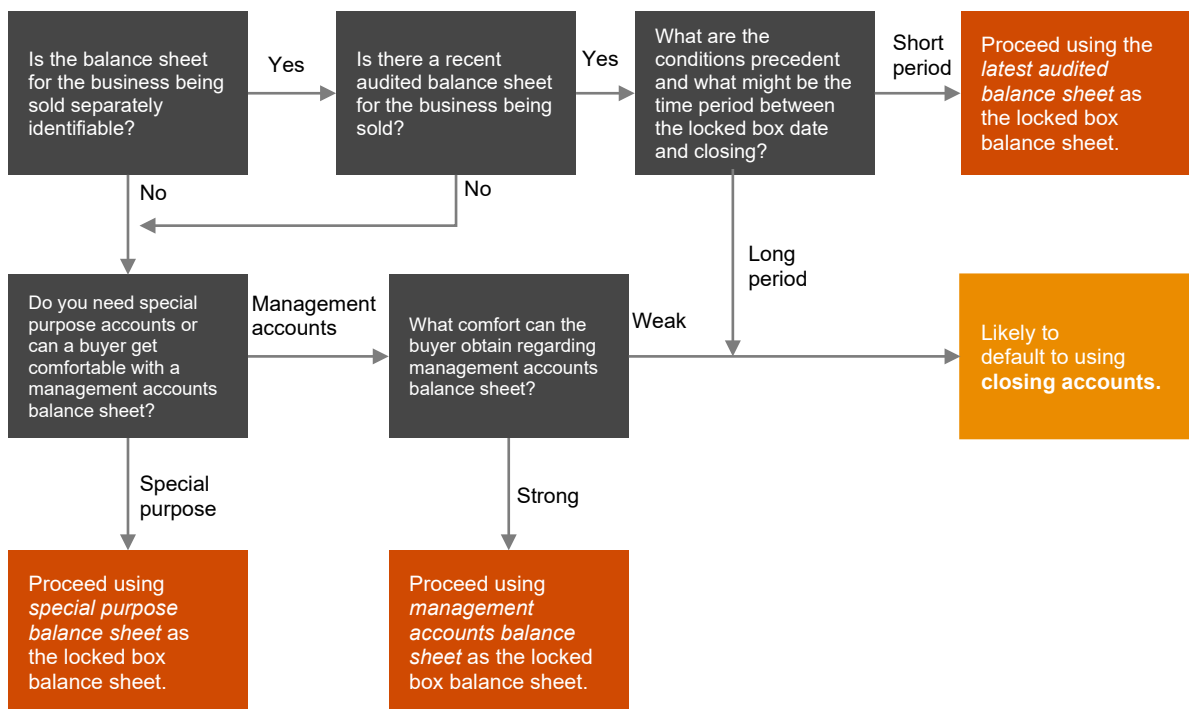 Is the balance sheet
for the business being
sold separately
identifiable?
Yes
Is there a recent
audited balance sheet
for the business being
sold?
Yes
What are the
conditions precedent
and what might be the
time period between
the locked box date
and closing?
Short
period
Proceed using the
latest audited
balance sheet as
the locked box
balance sheet.
No
No
Long
period
Do you need special
purpose accounts or
can a buyer get
comfortable with a
management accounts
balance sheet?
Management
accounts
What comfort can the
buyer obtain regarding
management accounts
balance sheet?
Weak
Likely to
default to using
closing accounts.
Special
purpose
Strong
Proceed using
special purpose
balance sheet as
the locked box
balance sheet.
Proceed using
management
accounts balance
sheet as the locked
box balance sheet.